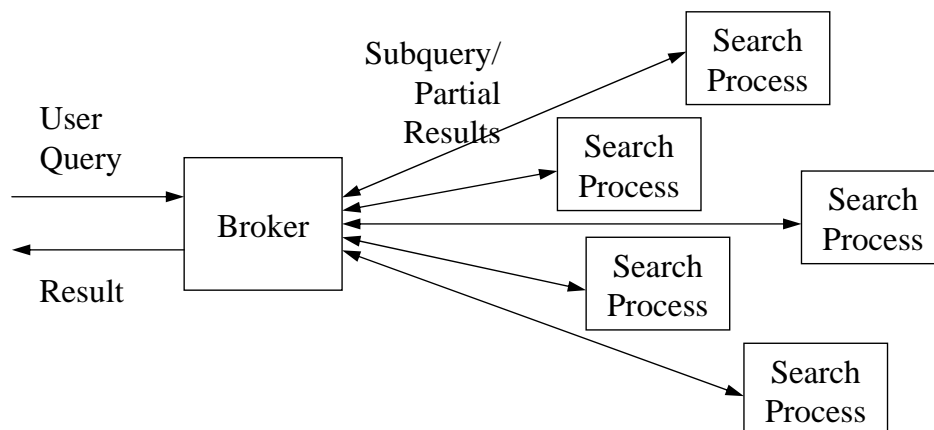 User
Query
Result
Broker
Subquery/
Partial
Results
Search
Process
Search
Process
Search
Process
Search
Process
Search
Process